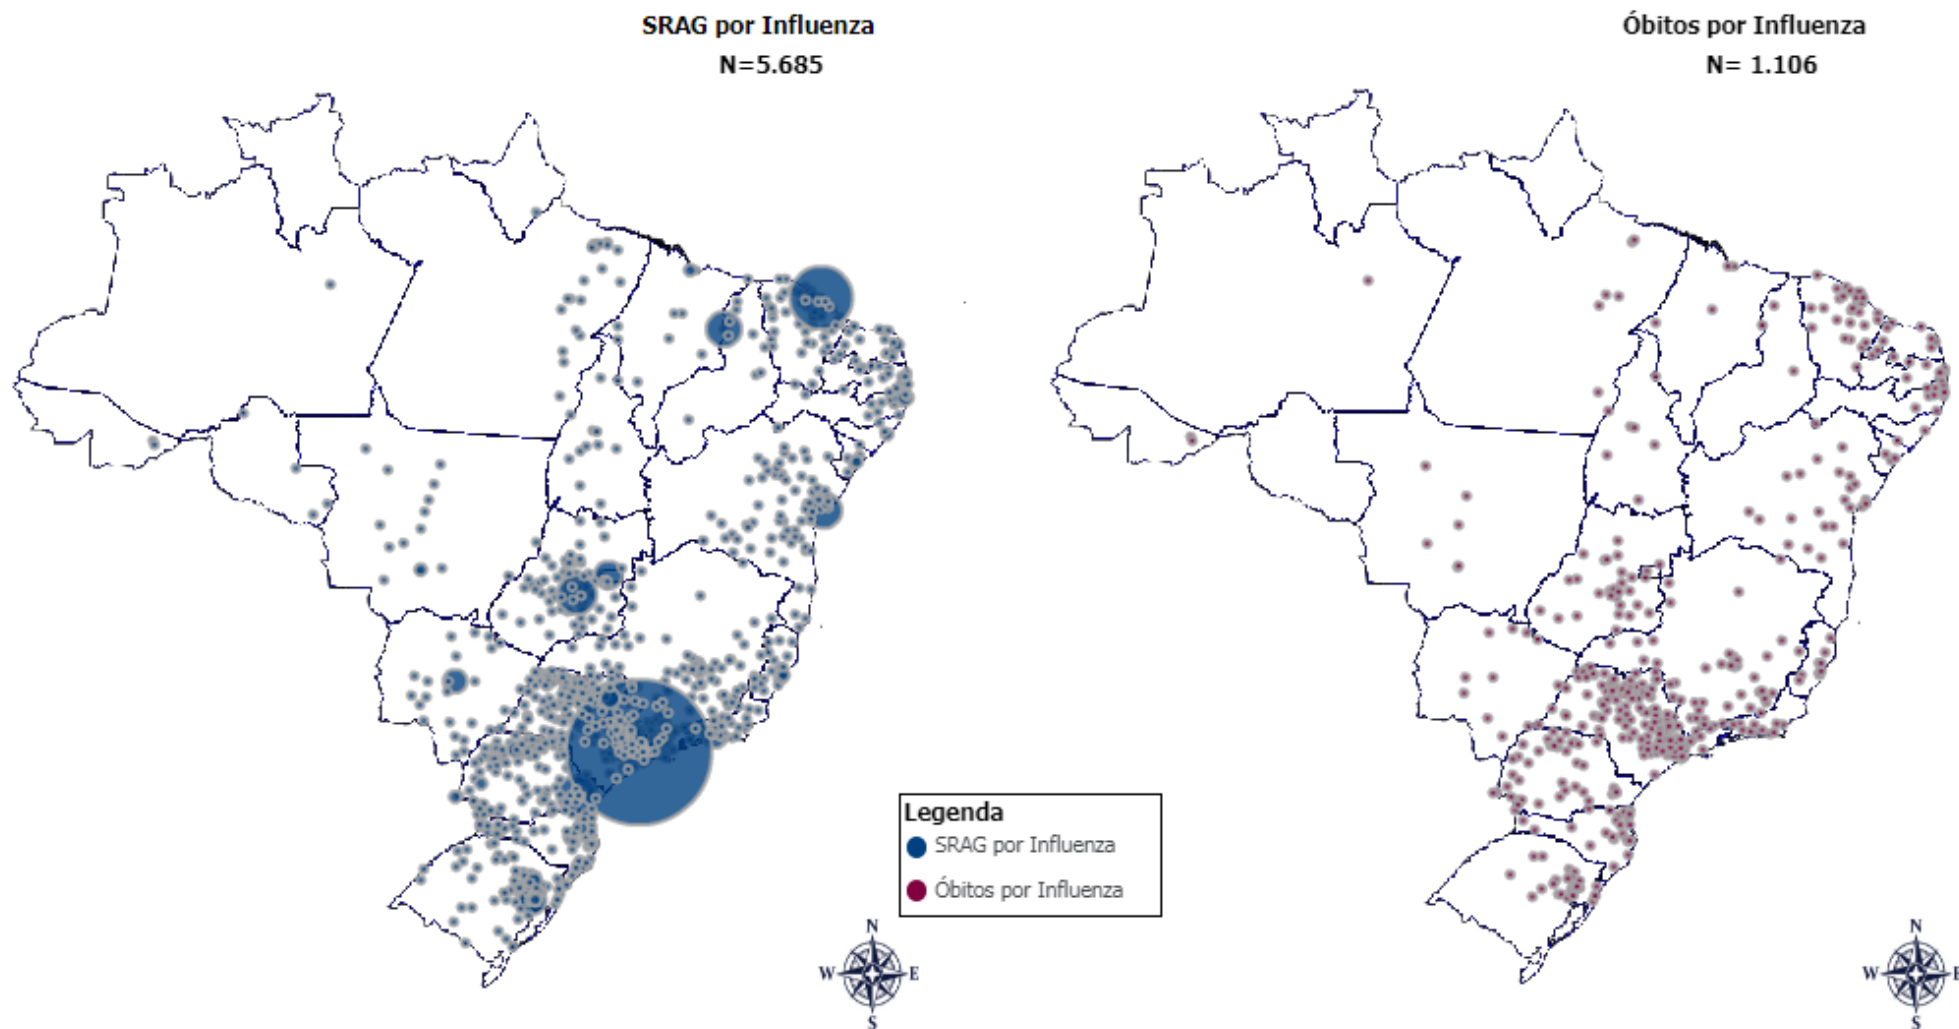 SRAG por Influenza
N=5.685
Óbitos por Influenza
N= 1.106
Legenda
SRAG por Influenza
Óbitos por Influenza
N
W E
S
N
W E
S